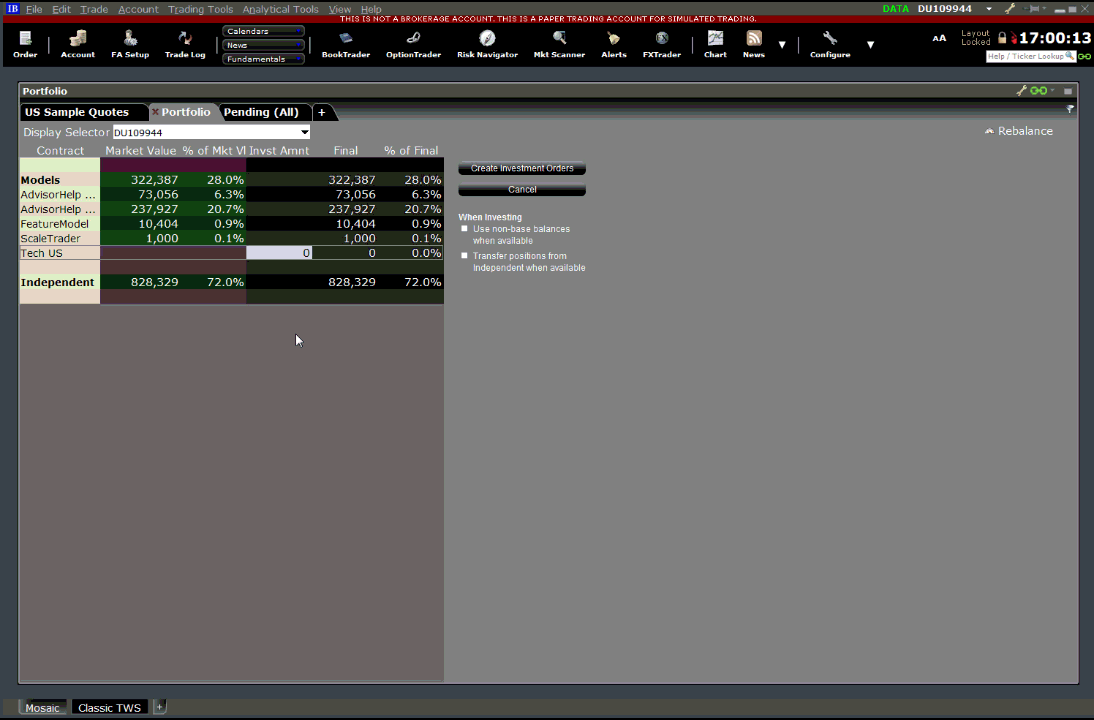 IB File Edit Trade Account Trading Tools Analytical Tools View Help DATA DU109944
THIS IS NOT A BROKERAGE ACCOUNT. THIS IS A PAPER TRADING ACCOUNT FOR SIMULATED TRADING.
Order Account FA Setup Trade Log
Calendars
News
Fundamentals
BookTrader OptionTrader Risk Navigator Mkt Scanner Alerts FXTrader Chart News Configure
AA Layout Locked 17:00:13
Help / Ticker Lookup
Portfolio
US Sample Quotes Portfolio Pending (All) +
Display Selector DU109944
Rebalance
Contract Market Value % of Mkt Vl Invst Amnt Final % of Final
Models 322,387 28.0% 322,387 28.0%
AdvisorHelp ... 73,056 6.3% 73,056 6.3%
AdvisorHelp ... 237,927 20.7% 237,927 20.7%
FeatureModel 10,404 0.9% 10,404 0.9%
ScaleTrader 1,000 0.1% 1,000 0.1%
Tech US 0 0 0.0%
Independent 828,329 72.0% 828,329 72.0%
Create Investment Orders
Cancel
When Investing
Use non-base balances
when available
Transfer positions from
Independent when available
Mosaic Classic TWS +